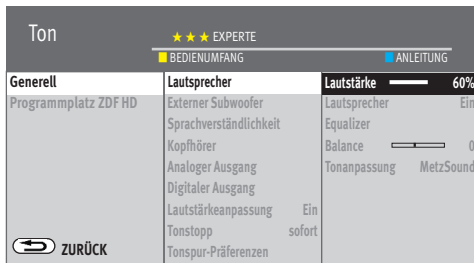 Ton
★ ★ ★ EXPERTE
BEDIENUMFANG
ANLEITUNG
Generell
Programmplatz ZDF HD
ZURÜCK
Lautsprecher
Externer Subwoofer
Sprachverständlichkeit
Kopfhörer
Analoger Ausgang
Digitaler Ausgang
Lautstärkeanpassung Ein
Tonstopp sofort
Tonspur-Präferenzen
Lautstärke 60%
Lautsprecher Ein
Equalizer
Balance 0
Tonanpassung MetzSound